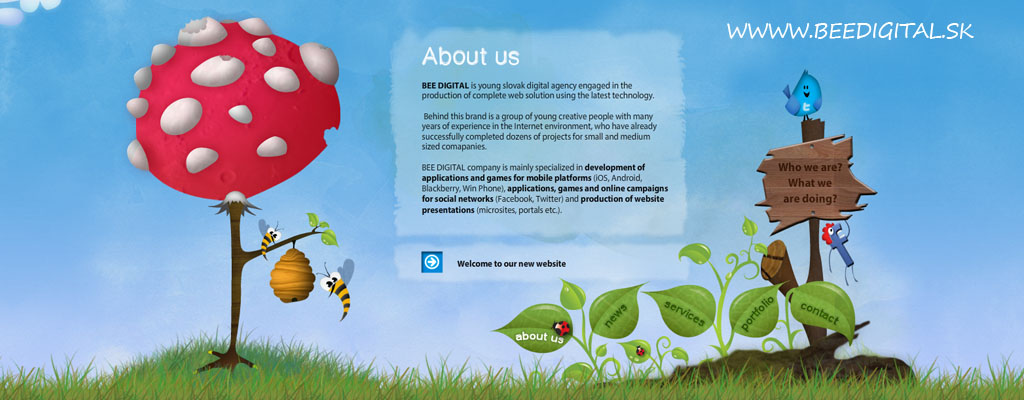 WWWW.BEEDIGITAL.SK
About us
BEE DIGITAL is young slovak digital agency engaged in the
production of complete web solution using the latest technology.
Behind this brand is a group of young creative people with many
years of experience in the Internet environment, who have already
successfully completed dozens of projects for small and medium
sized comapanies.
BEE DIGITAL company is mainly specialized in development of
applications and games for mobile platforms (iOS, Android,
Blackberry, Win Phone), applications, games and online campaigns
for social networks (Facebook, Twitter) and production of website
presentations (microsites, portals etc.).
Who we are?
What we
are doing?
Welcome to our new website
about us
news
services
portfolio
contact